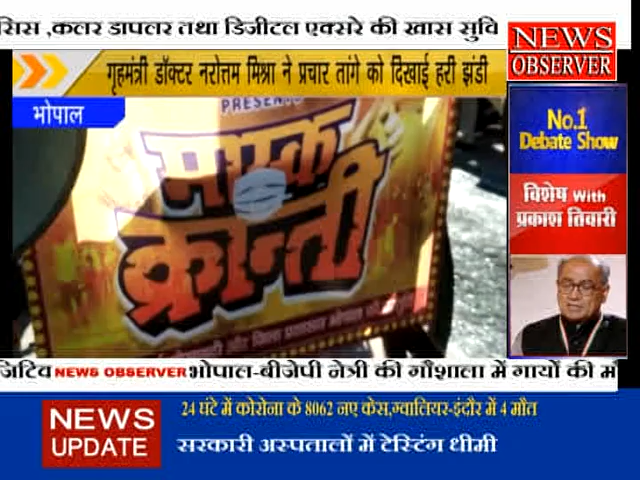 सिस ,कलर डापलर तथा डिजीटल एक्सरे की खास सुवि
NEWS
OBSERVER
गृहमंत्री डॉक्टर नरोत्तम मिश्रा ने प्रचार तांगे को दिखाई हरी झंडी
भोपाल
PRESENTS
मास्क
क्रान्ती
No.1
Debate Show
विशेष With
प्रकाश तिवारी
जिटिव NEWS OBSERVER भोपाल-बीजेपी नेत्री की गौशाला में गायों की मौ
NEWS
UPDATE
24 घंटे में कोरोना के 8062 नए केस,ग्वालियर-इंदौर में 4 मौत
सरकारी अस्पतालों में टेस्टिंग धीमी